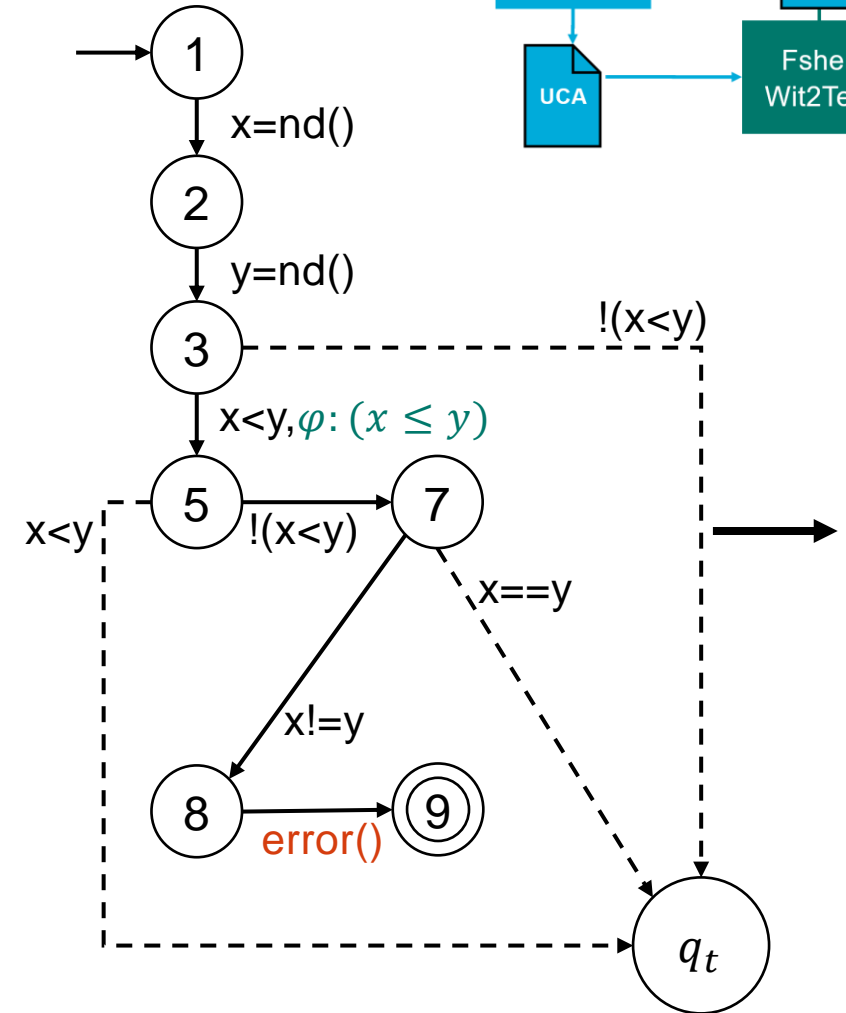 1
Fshe
UCA
Wit2Te
x=nd()
2
y=nd()
3
!(x<y)
x<y,φ: (x ≤ y)
5
7
x<y
!(x<y)
x==y
x!=y
8
9
error()
q_t